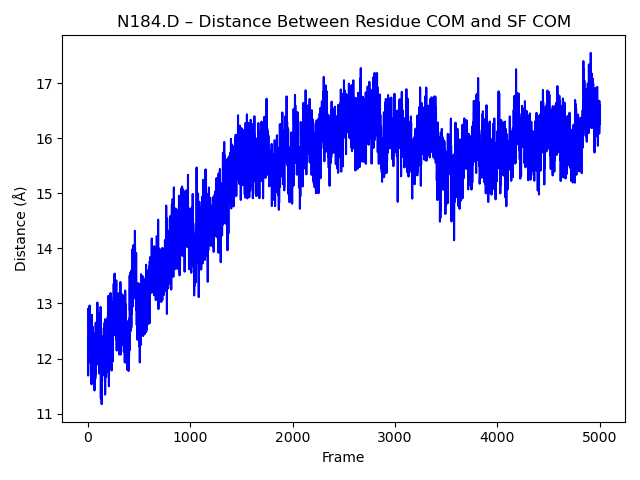 N184.D – Distance Between Residue COM and SF COM
17
16
15
14
13
12
11
Distance (Å)
0 1000 2000 3000 4000 5000
Frame